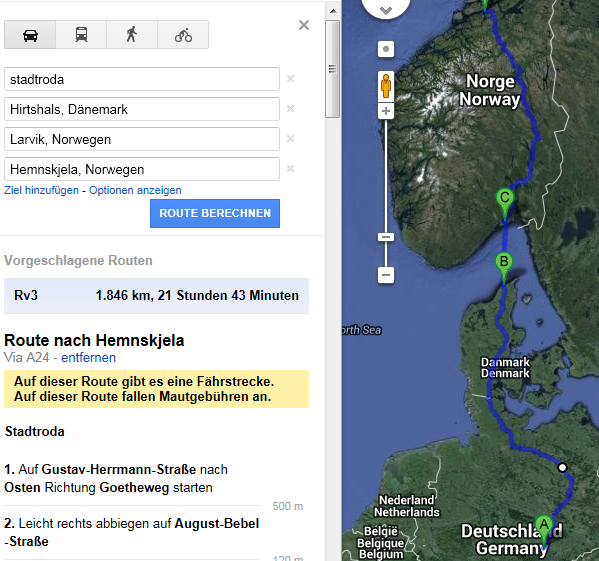 stadtroda
Hirtshals, Dänemark
Larvik, Norwegen
Hemnskjela, Norwegen
Ziel hinzufügen - Optionen anzeigen
ROUTE BERECHNEN
Vorgeschlagene Routen
Rv3 1.846 km, 21 Stunden 43 Minuten
Route nach Hemnskjela
Via A24 - entfernen
Auf dieser Route gibt es eine Fährstrecke.
Auf dieser Route fallen Mautgebühren an.
Stadtroda
1. Auf Gustav-Herrmann-Straße nach
Osten Richtung Goetheweg starten
500 m
2. Leicht rechts abbiegen auf August-Bebel
-Straße
120 m
Norge
Norway
C
B
orth Sea
Danmark
Denmark
Nederland
Netherlands
België
Belgique
Belgium
A
Deutschland
Germany